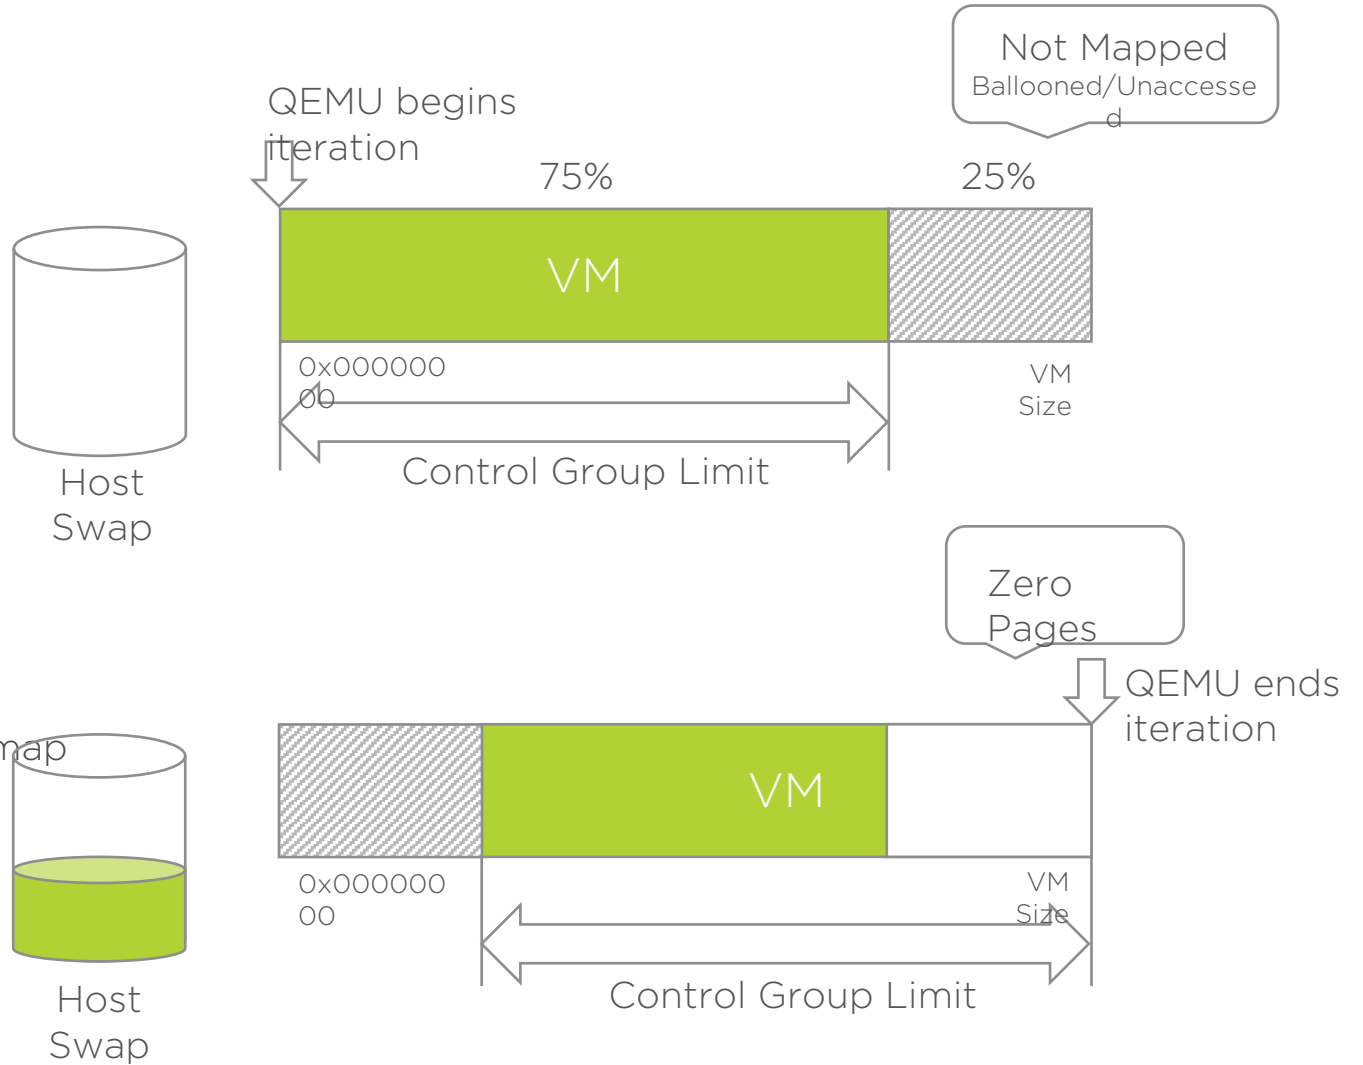 Not Mapped
Ballooned/Unaccesse
d
QEMU begins
iteration
75%
25%
VM
0x000000
00
VM
Size
Control Group Limit
Host
Swap
Zero
Pages
QEMU ends
iteration
map
VM
0x000000
00
VM
Size
Control Group Limit
Host
Swap